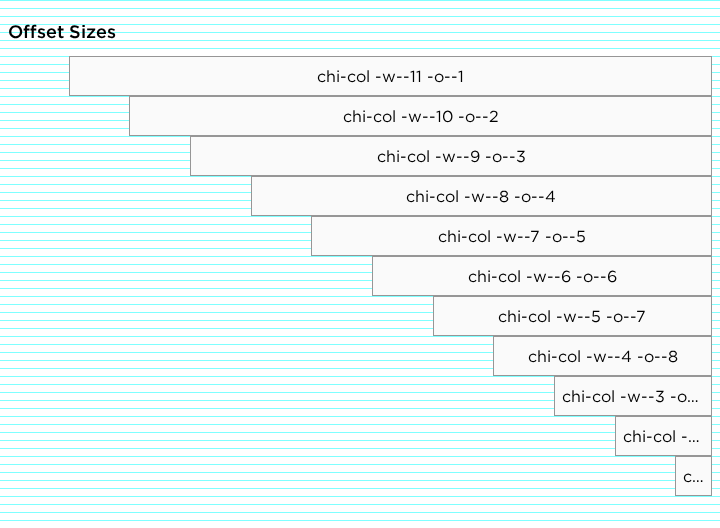 Offset Sizes
chi-col -w--11 -o--1
chi-col -w--10 -o--2
chi-col -w--9 -o--3
chi-col -w--8 -o--4
chi-col -w--7 -o--5
chi-col -w--6 -o--6
chi-col -w--5 -o--7
chi-col -w--4 -o--8
chi-col -w--3 -o...
chi-col -...
c...